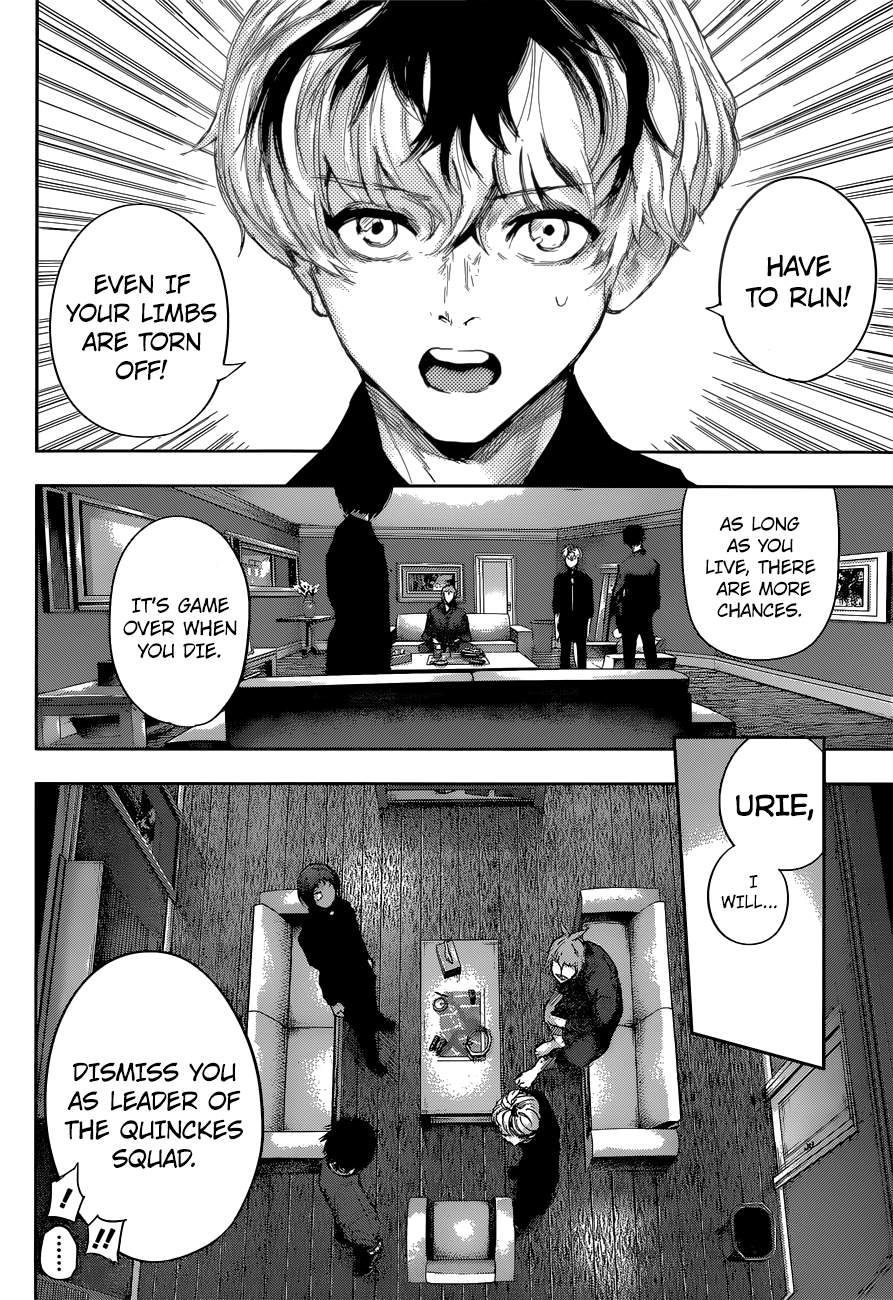 HAVE
TO RUN!
EVEN IF
YOUR LIMBS
ARE TORN
OFF!
AS LONG
AS YOU
LIVE, THERE
ARE MORE
CHANCES.
IT'S GAME
OVER WHEN
YOU DIE.
URIE,
I
WILL...
DISMISS YOU
AS LEADER OF
THE QUINCKES
SQUAD.
!
!!
......